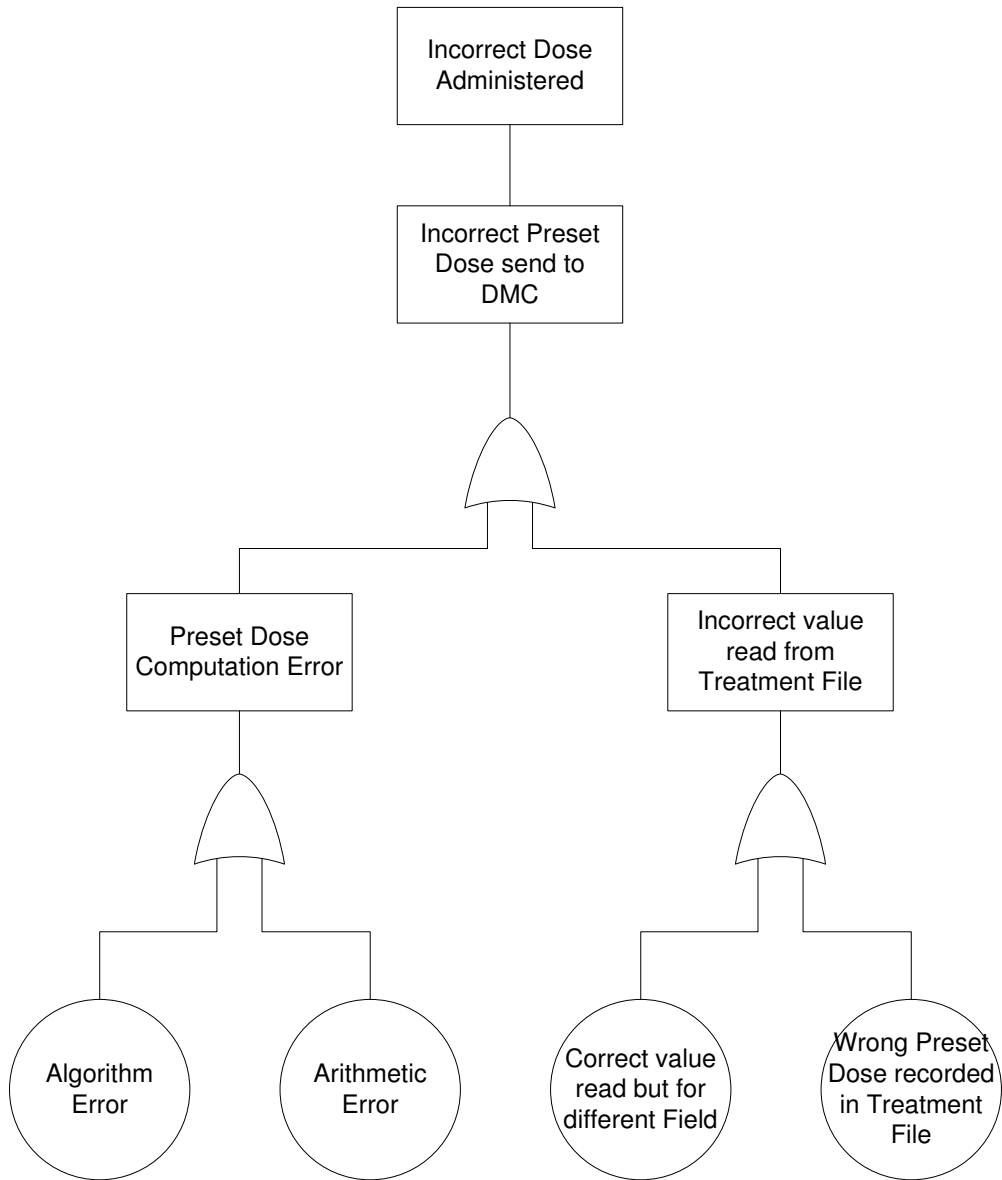 Incorrect Dose
Administered
Incorrect Preset
Dose send to
DMC
Preset Dose
Computation Error
Incorrect value
read from
Treatment File
Algorithm
Error
Arithmetic
Error
Correct value
read but for
different Field
Wrong Preset
Dose recorded
in Treatment
File